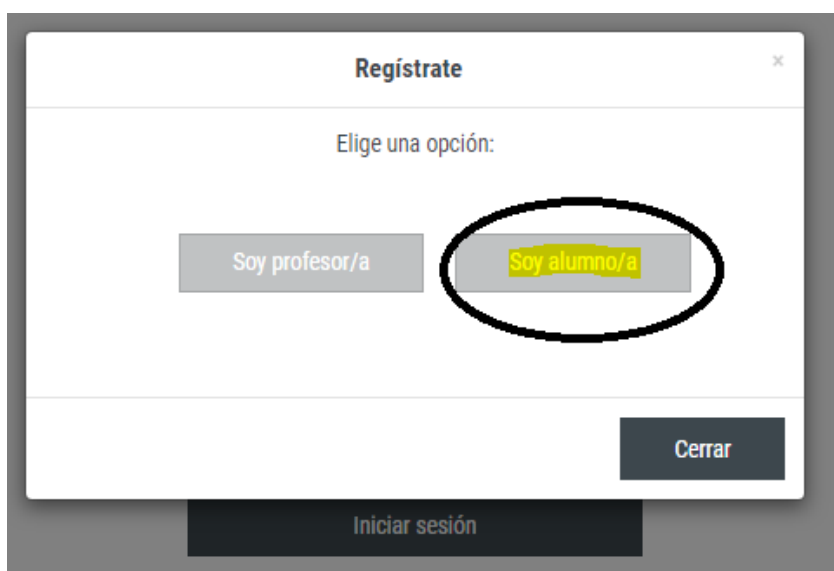 Regístrate
×
Elige una opción:
Soy profesor/a
Soy alumno/a
Cerrar
Iniciar sesión